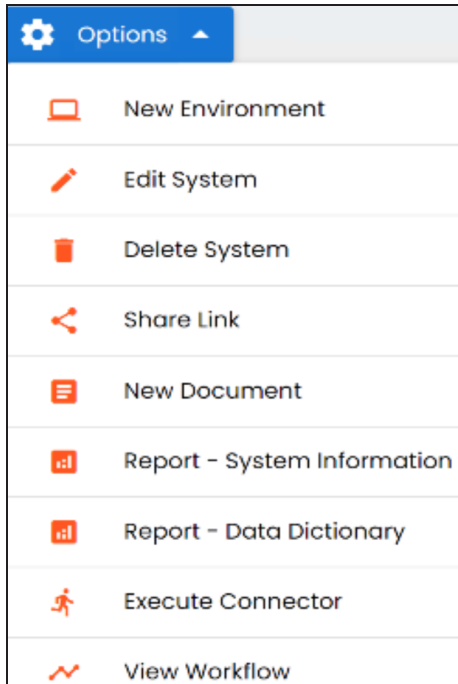 Options
New Environment
Edit System
Delete System
Share Link
New Document
Report - System Information
Report - Data Dictionary
Execute Connector
View Workflow